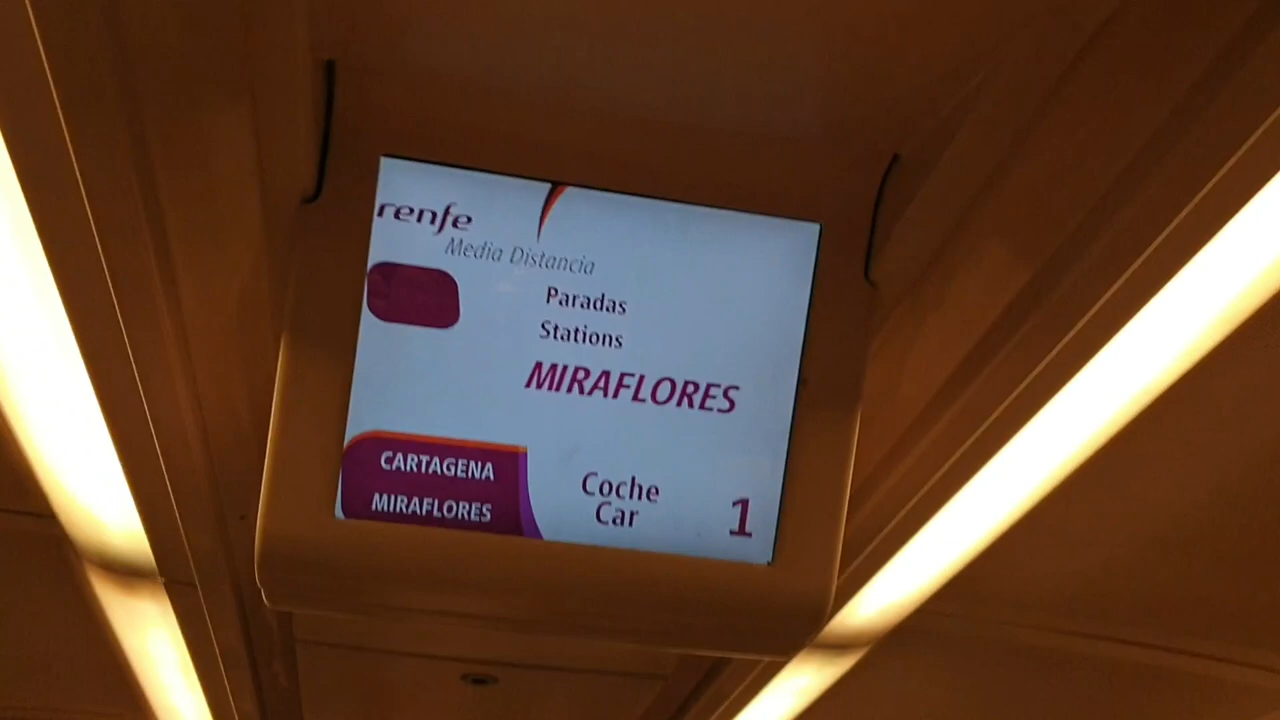 renfe
Media Distancia
Paradas
Stations
MIRAFLORES
CARTAGENA
MIRAFLORES
Coche
Car
1